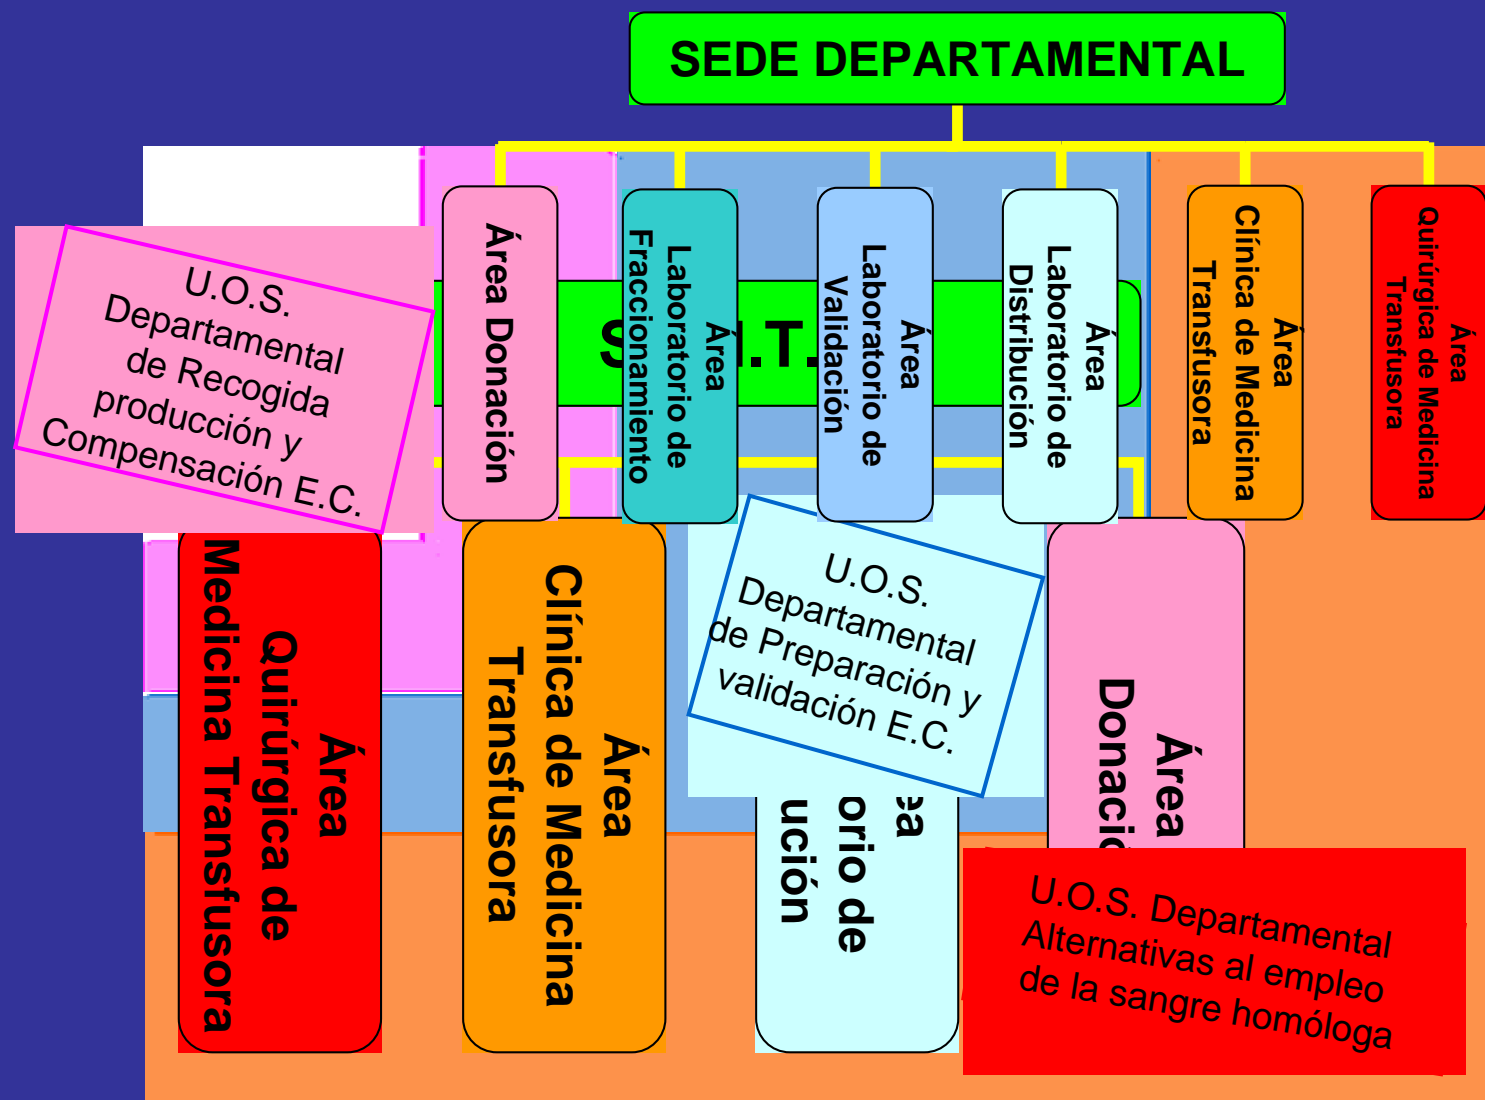 SEDE DEPARTAMENTAL
Área Donación
Área
Laboratorio de
Fraccionamiento
Área
Laboratorio de
Validación
Área
Laboratorio de
Distribución
Área
Clínica de Medicina
Transfusora
Área
Quirúrgica de Medicina
Transfusora
U.O.S.
Departamental
de Recogida
producción y
Compensación E.C.
Área
Quirúrgica de
Medicina Transfusora
Área
Clínica de Medicina
Transfusora
U.O.S.
Departamental
de Preparación y
validación E.C.
de
Área
U.O.S. Departamental
Alternativas al empleo
de la sangre homóloga